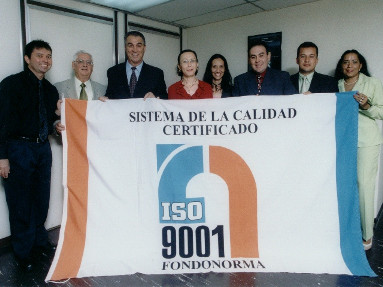 SISTEMA DE LA CALIDAD
CERTIFICADO
ISO
9001
FONDONORMA